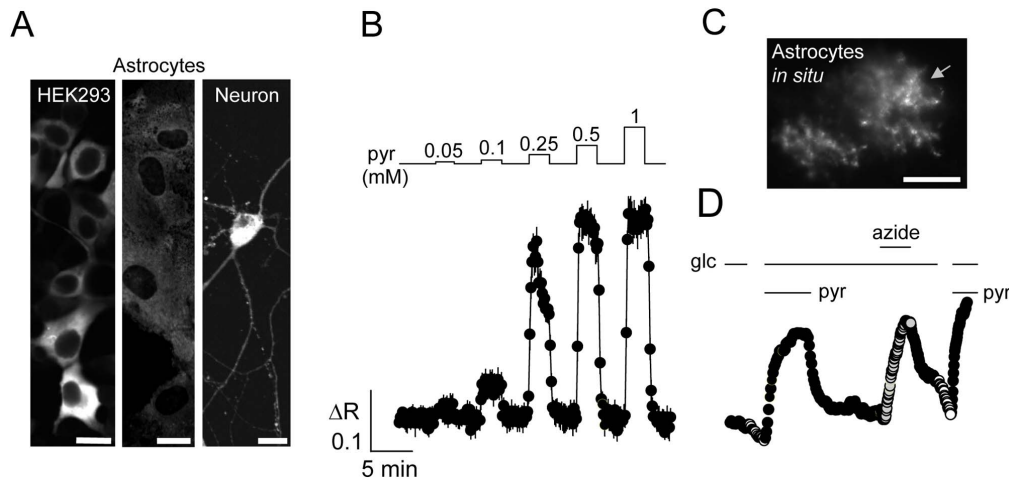 A
Astrocytes
HEK293
Neuron
B
pyr
(mM)
0.05
0.1
0.25
0.5
1
ΔR
0.1
5 min
C
Astrocytes
in situ
D
azide
glc
pyr
pyr